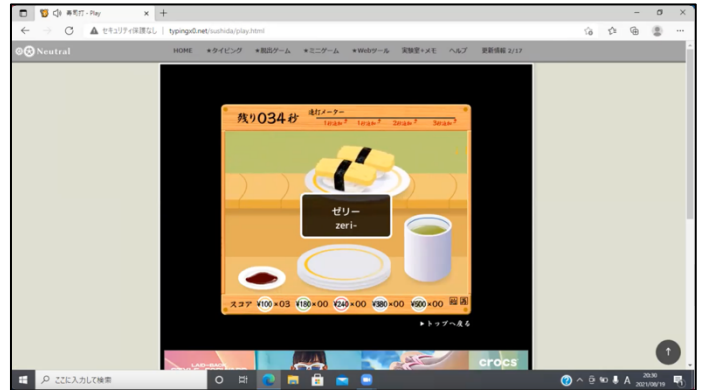 寿司打 - Play
セキュリティ保護なし typingx0.net/sushida/play.html
Neutral
HOME ★タイピング ★脱出ゲーム ★ミニゲーム ★Webツール 実験室+メモ ヘルプ 更新情報 2/17
残り034秒 連打メーター
ゼリー
zeri-
スコア ¥100×03 ¥180×00 ¥240×00 ¥380×00 ¥500×00
▶トップへ戻る
crocs
ここに入力して検索
A 20:30
2021/08/19